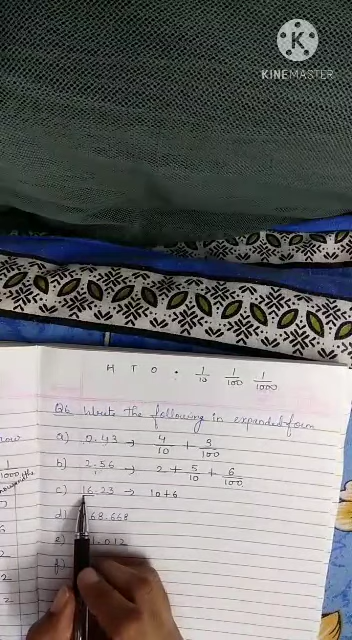 K
KINEMASTER
H T O . 1/10 1/100 1/1000
Q6 Write the following in expanded form
a) 0.43 → 4/10 + 3/100
b) 2.56 → 2 + 5/10 + 6/100
c) 16.23 → 10+6
d) 68.668
e) .012
f)